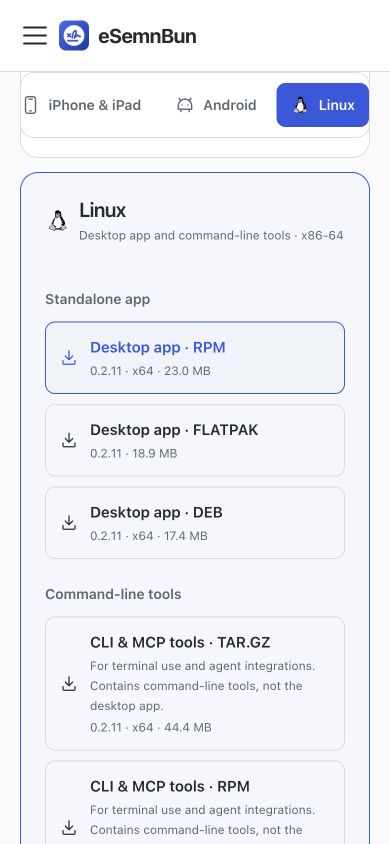 eSemnBun
iPhone & iPad
Android
Linux
Linux
Desktop app and command-line tools · x86-64
Standalone app
Desktop app · RPM
0.2.11 · x64 · 23.0 MB
Desktop app · FLATPAK
0.2.11 · 18.9 MB
Desktop app · DEB
0.2.11 · x64 · 17.4 MB
Command-line tools
CLI & MCP tools · TAR.GZ
For terminal use and agent integrations.
Contains command-line tools, not the
desktop app.
0.2.11 · x64 · 44.4 MB
CLI & MCP tools · RPM
For terminal use and agent integrations.
Contains command-line tools, not the